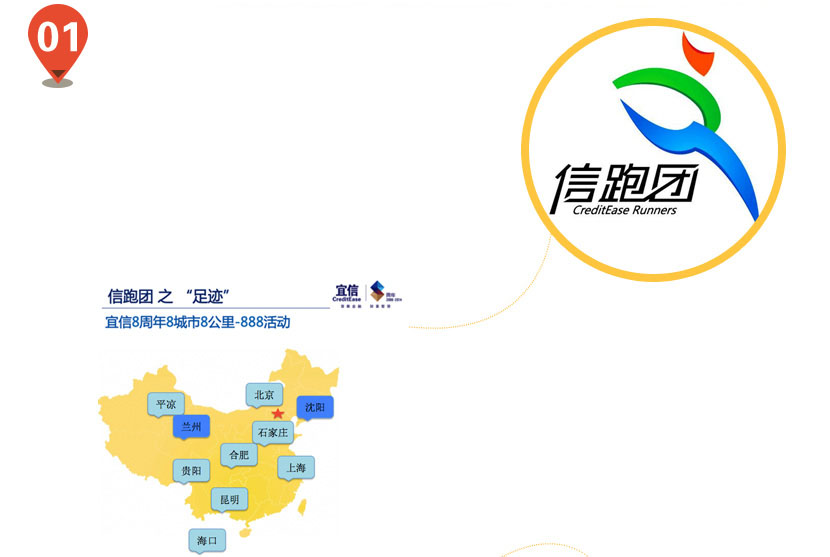 01
信跑团
CreditEase Runners
信跑团 之 “足迹”
宜信
CreditEase
宜信8周年8城市8公里-888活动
北京
平凉
沈阳
兰州
石家庄
合肥
上海
贵阳
昆明
海口